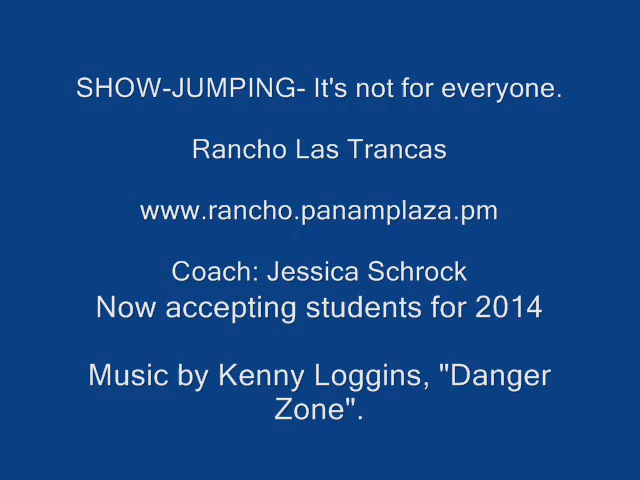 SHOW-JUMPING- It's not for everyone.
Rancho Las Trancas
www.rancho.panamplaza.pm
Coach: Jessica Schrock
Now accepting students for 2014
Music by Kenny Loggins, "Danger
Zone".